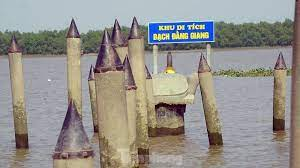 KHU DI TÍCH
BẠCH ĐẰNG GIANG